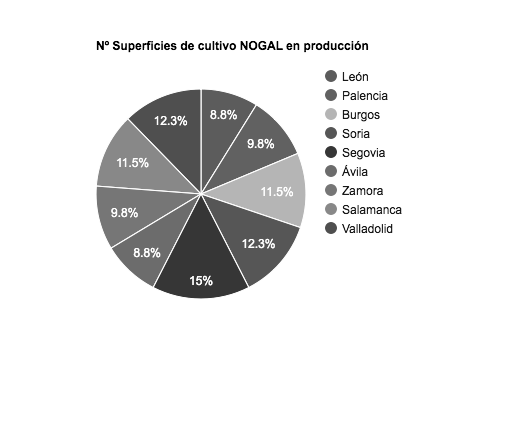 Nº Superficies de cultivo NOGAL en producción
León
Palencia
Burgos
Soria
Segovia
Ávila
Zamora
Salamanca
Valladolid
8.8%
9.8%
11.5%
12.3%
15%
8.8%
9.8%
11.5%
12.3%